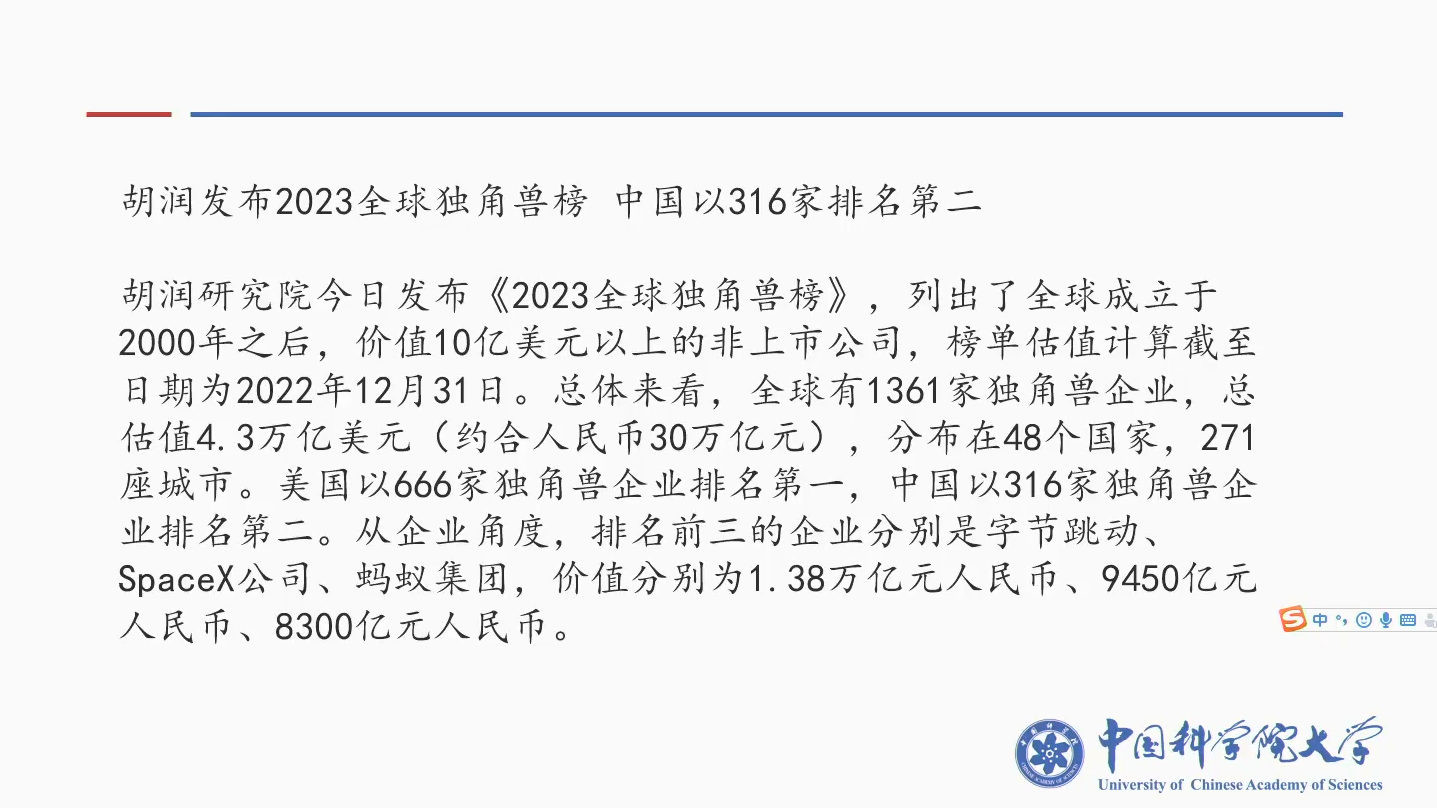 胡润发布2023全球独角兽榜 中国以316家排名第二
胡润研究院今日发布《2023全球独角兽榜》，列出了全球成立于
2000年之后，价值10亿美元以上的非上市公司，榜单估值计算截至
日期为2022年12月31日。总体来看，全球有1361家独角兽企业，总
估值4.3万亿美元（约合人民币30万亿元），分布在48个国家，271
座城市。美国以666家独角兽企业排名第一，中国以316家独角兽企
业排名第二。从企业角度，排名前三的企业分别是字节跳动、
SpaceX公司、蚂蚁集团，价值分别为1.38万亿元人民币、9450亿元
人民币、8300亿元人民币。
中
中国科学院大学
University of Chinese Academy of Sciences